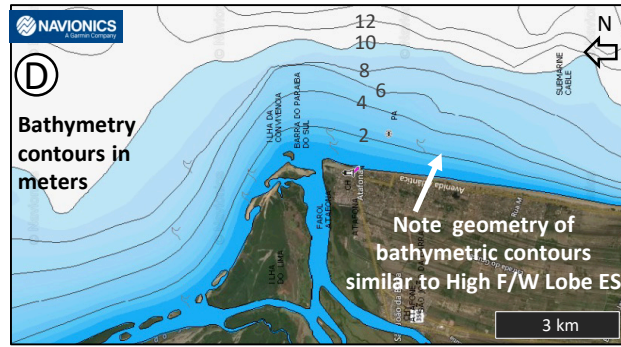 NAVIONICS
A Garmin Company
D
Bathymetry
contours in
meters
N
12
10
8
6
4
2
SUBMARINE
CABLE
ILHA DA
CONVIVENCIA
BARRA DO PARAIBA
DO SUL
PA
FAROL
ATAFONA
Atafona
Avenida Atlântica
ILHA
DO LIMA
Note geometry of
bathymetric contours
similar to High F/W Lobe ES
3 km